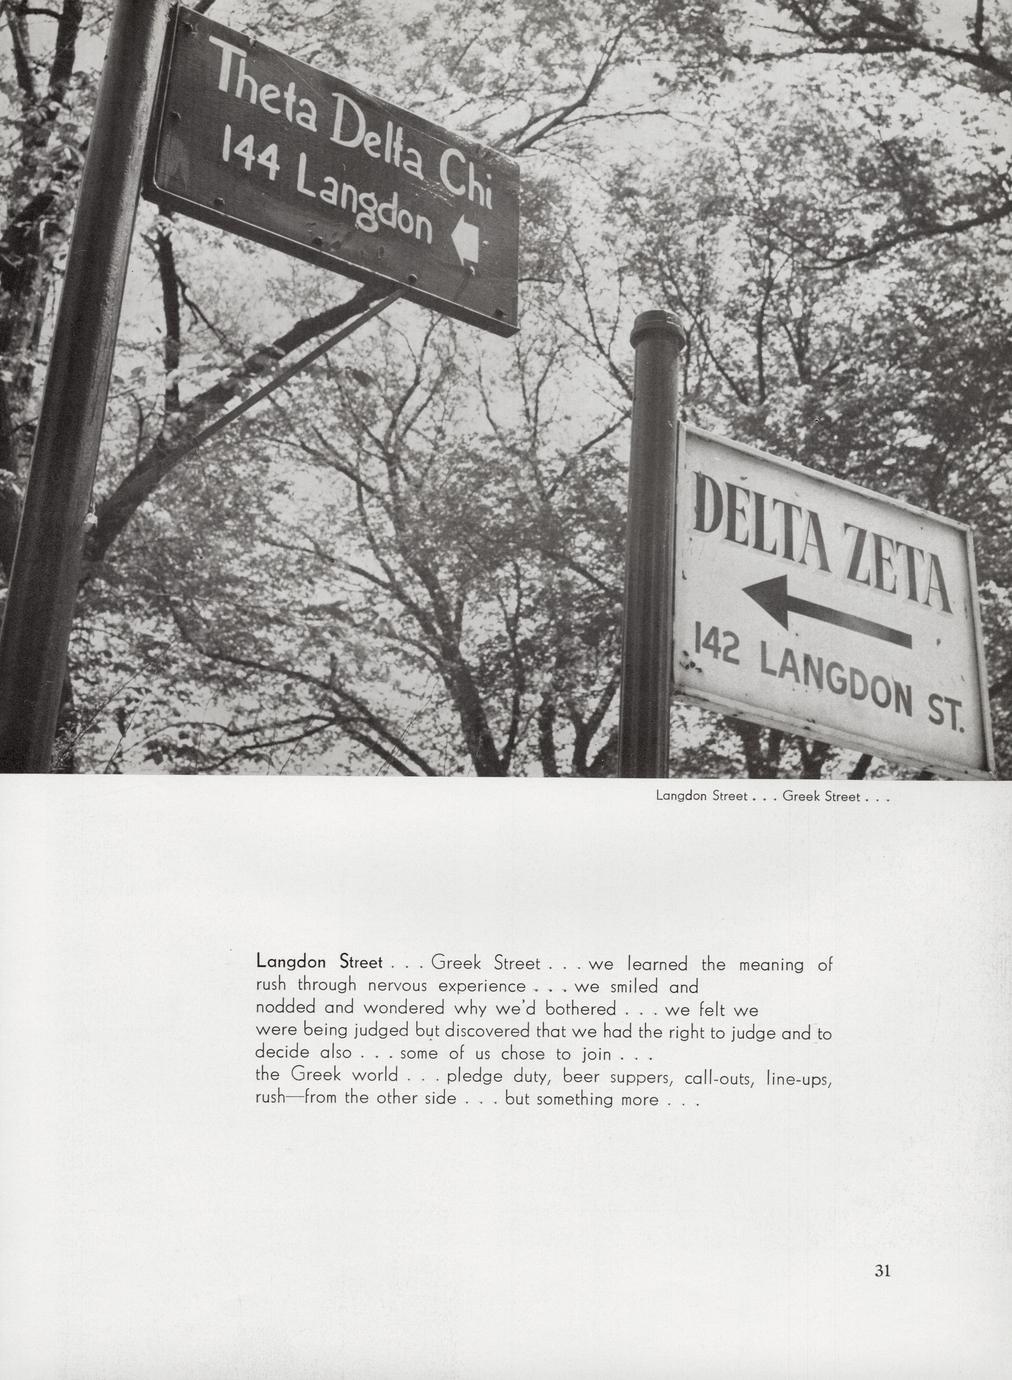 Theta Delta Chi
144 Langdon
DELTA ZETA
142 LANGDON ST.
Langdon Street . . . Greek Street . . .
Langdon Street . . . Greek Street . . . we learned the meaning of
rush through nervous experience . . . we smiled and
nodded and wondered why we'd bothered . . . we felt we
were being judged but discovered that we had the right to judge and to
decide also . . . some of us chose to join . . .
the Greek world . . . pledge duty, beer suppers, call-outs, line-ups,
rush—from the other side . . . but something more . . .
31